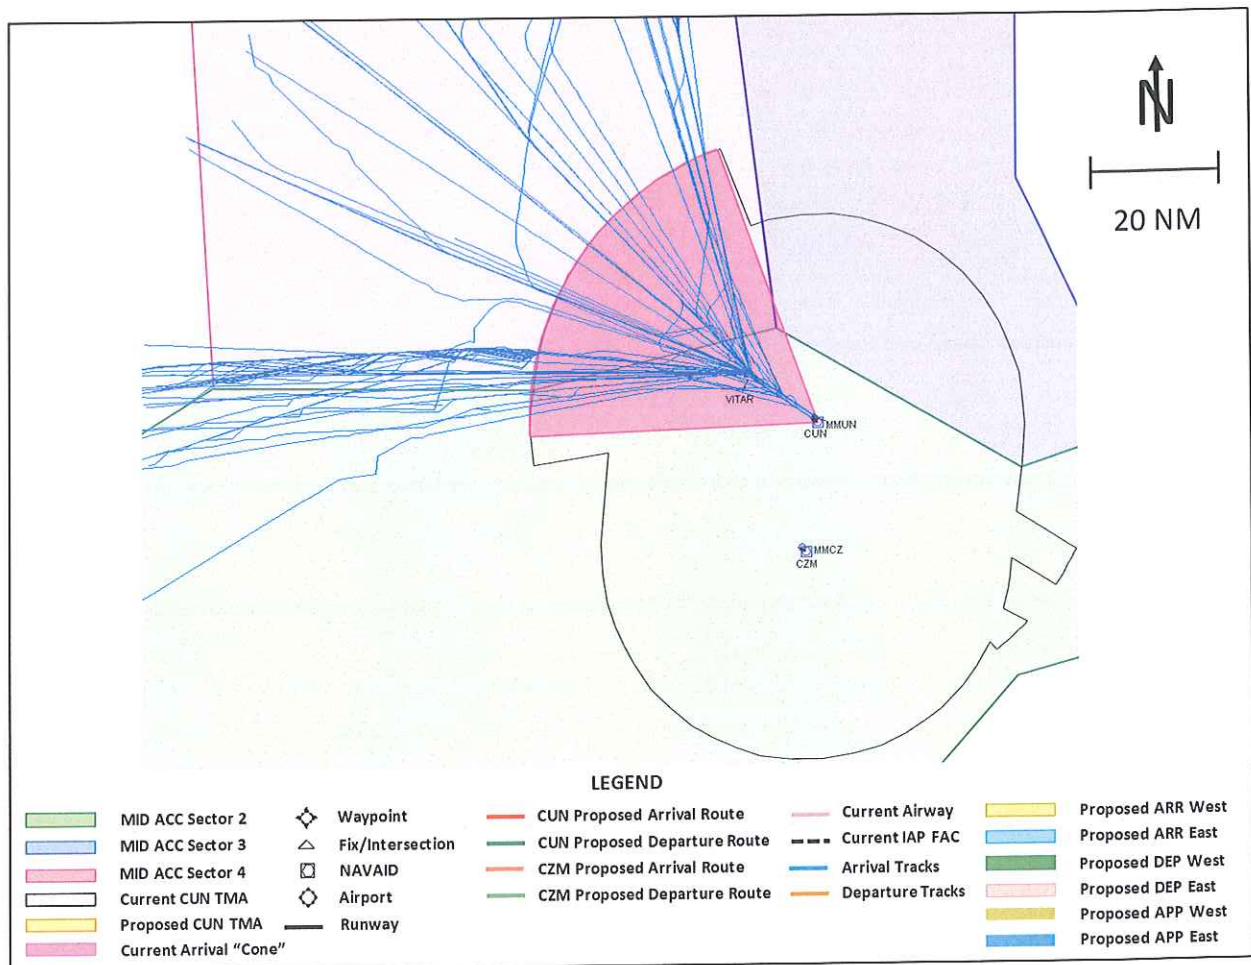 N
20 NM
VITAR
MMUN
CUN
MMCZ
CZM
LEGEND
MID ACC Sector 2
MID ACC Sector 3
MID ACC Sector 4
Current CUN TMA
Proposed CUN TMA
Current Arrival “Cone”
Waypoint
Fix/Intersection
NAVAID
Airport
Runway
CUN Proposed Arrival Route
CUN Proposed Departure Route
CZM Proposed Arrival Route
CZM Proposed Departure Route
Current Airway
Current IAP FAC
Arrival Tracks
Departure Tracks
Proposed ARR West
Proposed ARR East
Proposed DEP West
Proposed DEP East
Proposed APP West
Proposed APP East